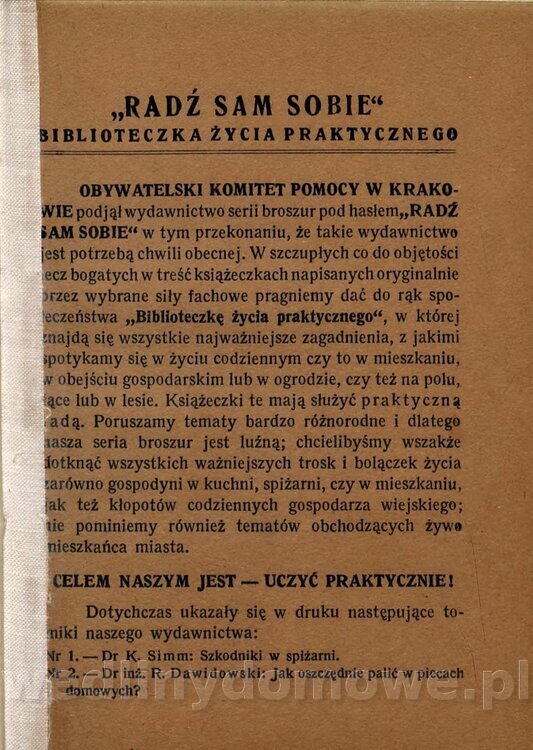 „RADŹ SAM SOBIE“
BIBLIOTECZKA ŻYCIA PRAKTYCZNEGO
OBYWATELSKI KOMITET POMOCY W KRAKO-
WIE podjął wydawnictwo serii broszur pod hasłem „RADŹ
SAM SOBIE“ w tym przekonaniu, że takie wydawnictwo
jest potrzebą chwili obecnej. W szczupłych co do objętości
lecz bogatych w treść książeczkach napisanych oryginalnie
przez wybrane siły fachowe pragniemy dać do rąk spo-
łeczeństwa „Biblioteczkę życia praktycznego“, w której
znajdą się wszystkie najważniejsze zagadnienia, z jakimi
spotykamy się w życiu codziennym czy to w mieszkaniu,
w obejściu gospodarskim lub w ogrodzie, czy też na polu,
łące lub w lesie. Książeczki te mają służyć praktyczną
radą. Poruszamy tematy bardzo różnorodne i dlatego
nasza seria broszur jest luźną; chcielibyśmy wszakże
dotknąć wszystkich ważniejszych trosk i bolączek życia
zarówno gospodyni w kuchni, spiżarni, czy w mieszkaniu,
jak też kłopotów codziennych gospodarza wiejskiego;
nie pominiemy również tematów obchodzących żywo
mieszkańca miasta.
CELEM NASZYM JEST — UCZYĆ PRAKTYCZNIE!
Dotychczas ukazały się w druku następujące to-
miki naszego wydawnictwa:
Nr 1. — Dr K. Simm: Szkodniki w spiżarni.
Nr 2. — Dr inż. R. Dawidowski: Jak oszczędnie palić w piecach
domowych?
wedlinydomowe.pl